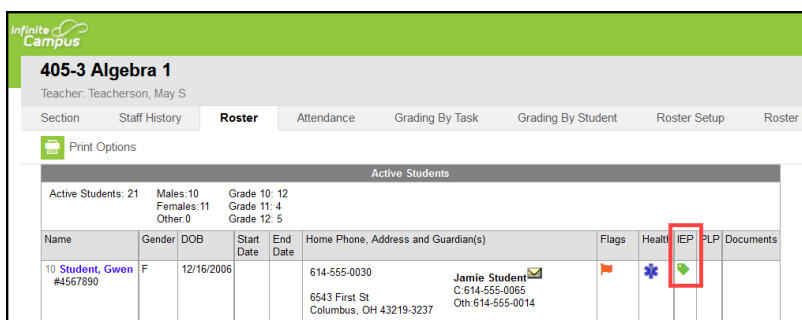 Infinite
Campus
405-3 Algebra 1
Teacher: Teacherson, May S
Section Staff History Roster Attendance Grading By Task Grading By Student Roster Setup Roster
Print Options
Active Students
Active Students: 21 Males:10 Grade 10: 12
Females:11 Grade 11: 4
Other:0 Grade 12: 5
Name Gender DOB Start Date End Date Home Phone, Address and Guardian(s) Flags Health IEP PLP Documents
10 Student, Gwen F 12/16/2006 614-555-0030 Jamie Student
#4567890 C:614-555-0065
6543 First St Oth:614-555-0014
Columbus, OH 43219-3237